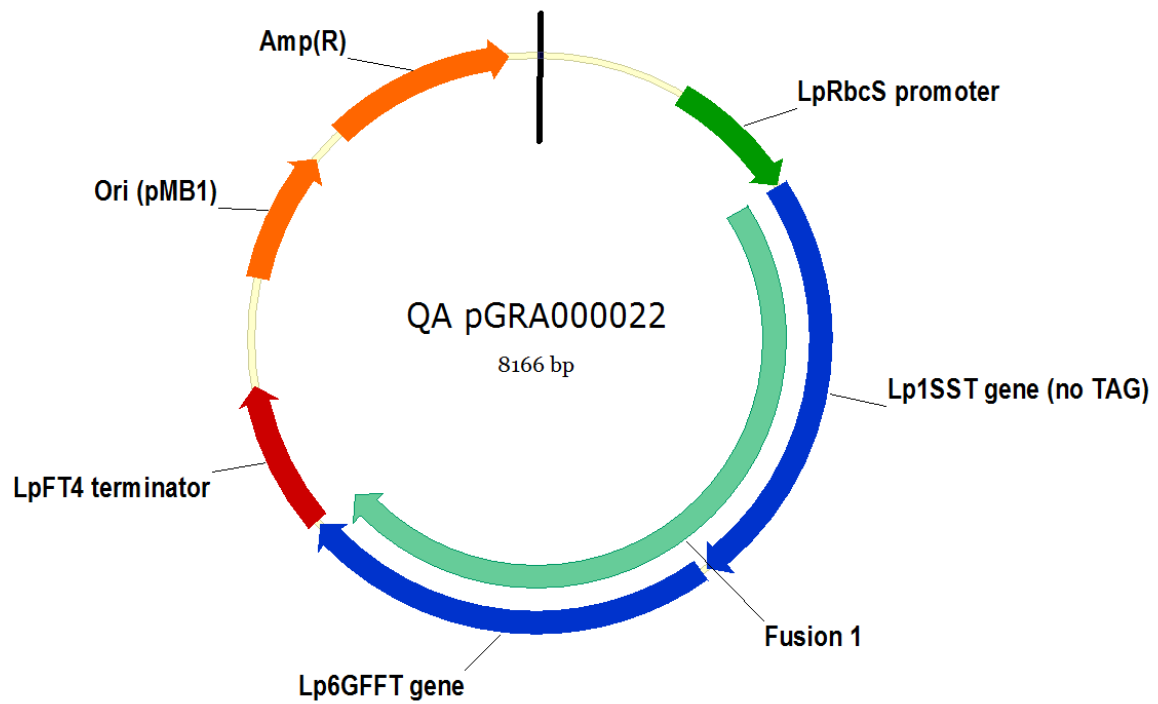 Amp(R)
LpRbcS promoter
Ori (pMB1)
QA pGRA000022
8166 bp
Lp1SST gene (no TAG)
LpFT4 terminator
Fusion 1
Lp6GFFT gene